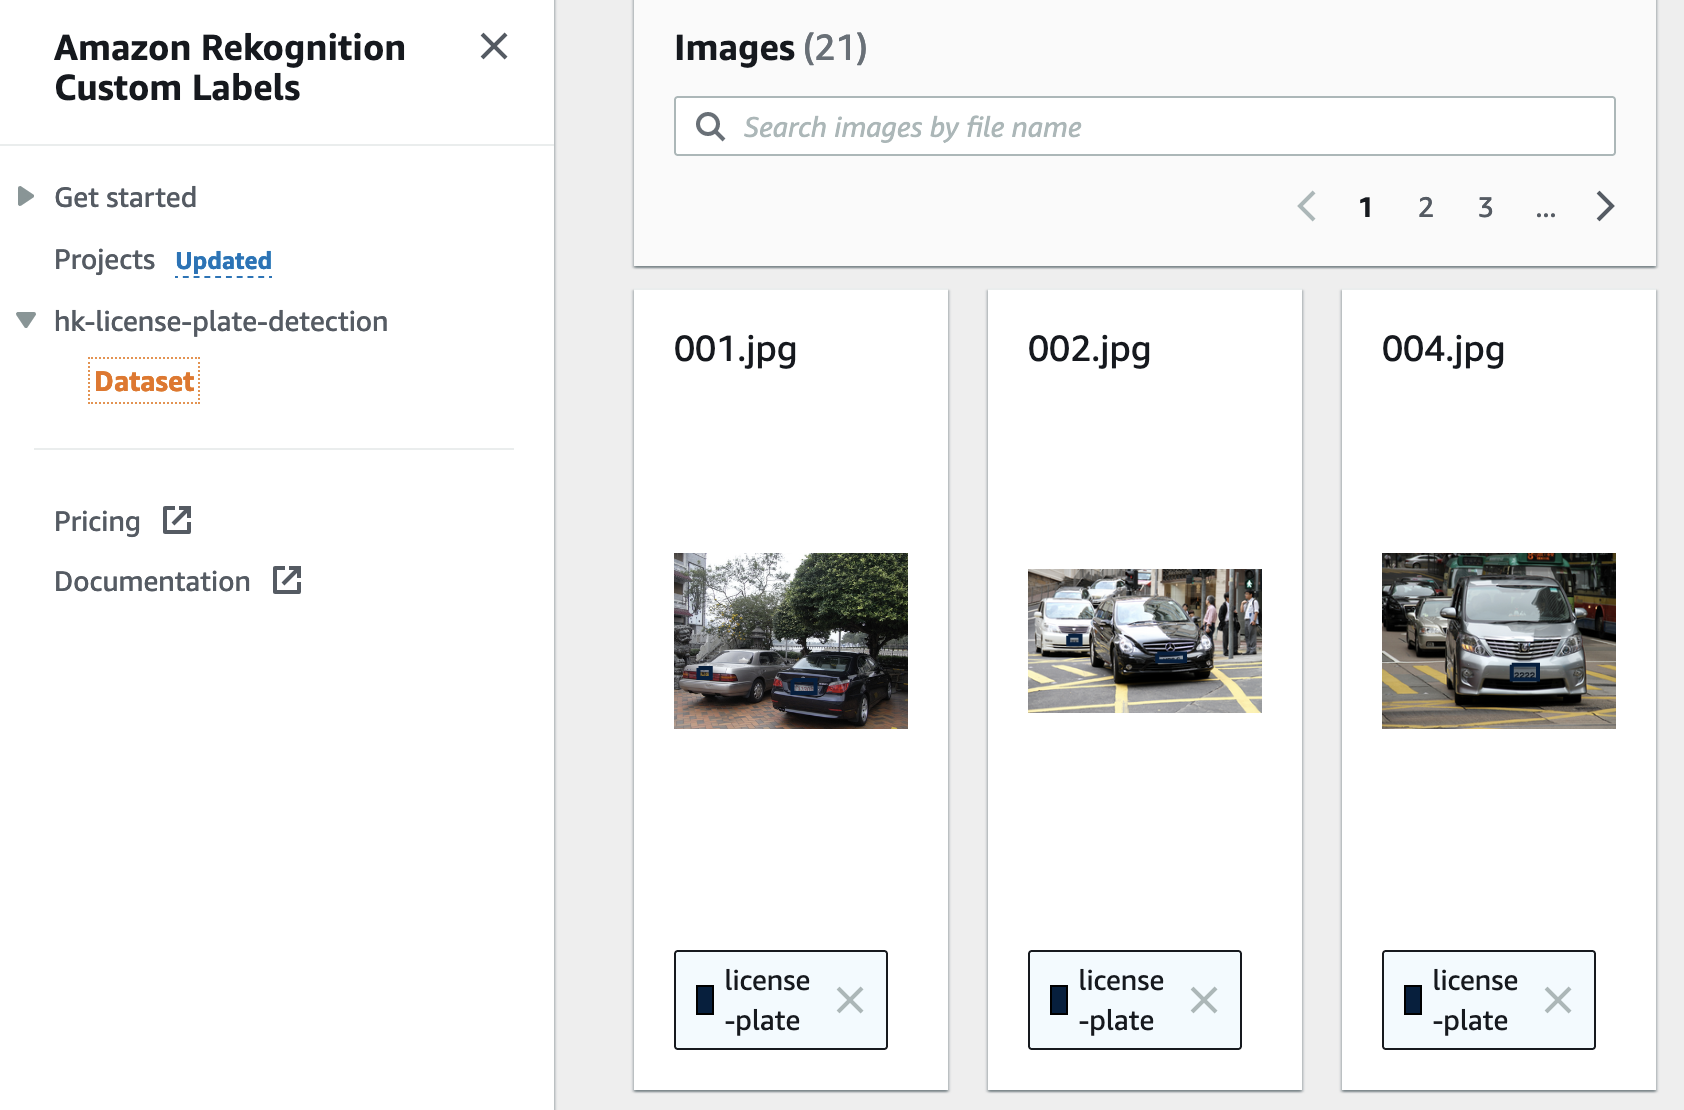 Amazon Rekognition
Custom Labels
Get started
Projects Updated
hk-license-plate-detection
Dataset
Pricing
Documentation
Images (21)
Search images by file name
1 2 3 ...
001.jpg
002.jpg
004.jpg
license
-plate
license
-plate
license
-plate